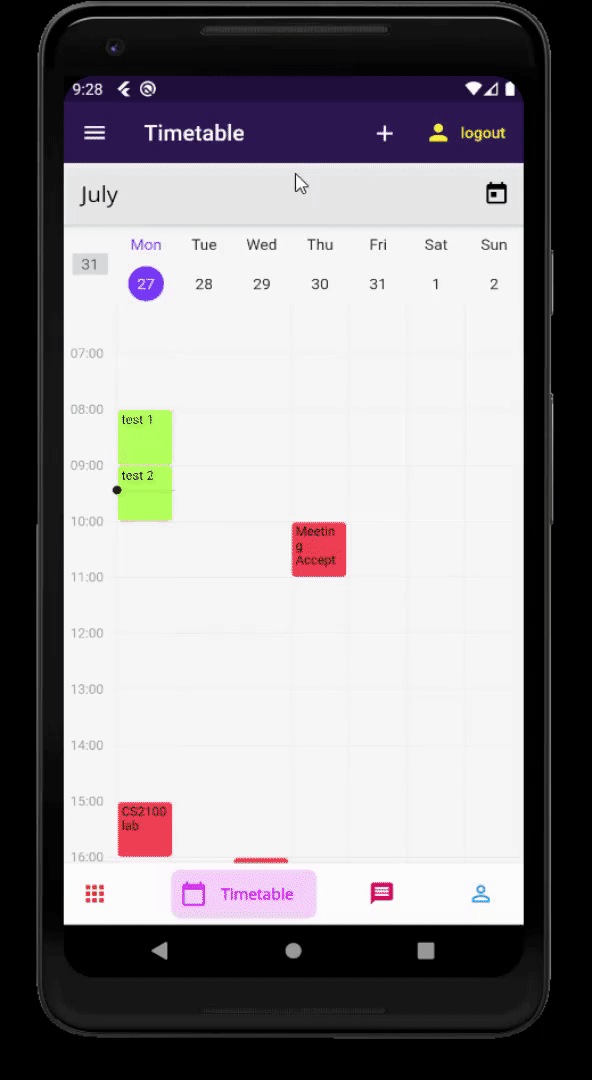 9:28
Timetable
logout
July
Mon Tue Wed Thu Fri Sat Sun
31
27 28 29 30 31 1 2
07:00
08:00
test 1
09:00
test 2
10:00
Meetin
g
Accept
11:00
12:00
13:00
14:00
15:00
CS2100
lab
16:00
Timetable